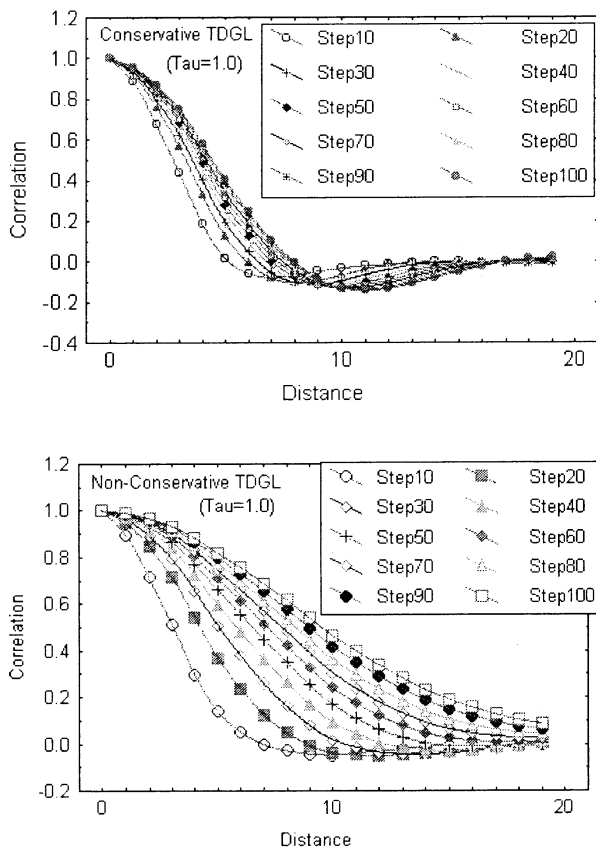 1.2
1.0
0.8
0.6
0.4
0.2
0.0
-0.2
-0.4
Correlation
Conservative TDGL
(Tau=1.0)
Step10 Step20
Step30 Step40
Step50 Step60
Step70 Step80
Step90 Step100
0 10 20
Distance
1.2
1.0
0.8
0.6
0.4
0.2
0.0
-0.2
Correlation
Non-Conservative TDGL
(Tau=1.0)
Step10 Step20
Step30 Step40
Step50 Step60
Step70 Step80
Step90 Step100
0 10 20
Distance